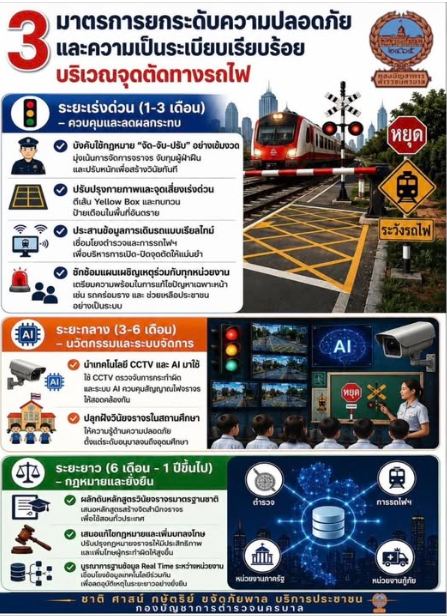 3 มาตรการยกระดับความปลอดภัย
และความเป็นระเบียบเรียบร้อย
บริเวณจุดตัดทางรถไฟ
กองบัญชาการ
ตำรวจนครบาล
ระยะเร่งด่วน (1-3 เดือน)
– ควบคุมและลดผลกระทบ
บังคับใช้กฎหมาย "จัด-จับ-ปรับ" อย่างเข้มงวด
มุ่งเน้นการจัดการจราจร จับกุมผู้ฝ่าฝืน
และปรับหนักเพื่อสร้างวินัยทันที
ปรับปรุงกายภาพและจุดเสี่ยงเร่งด่วน
ตีเส้น Yellow Box และทบทวน
ป้ายเตือนในพื้นที่อันตราย
ประสานข้อมูลการเดินรถแบบเรียลไทม์
เชื่อมโยงตำรวจและการรถไฟฯ
เพื่อบริหารการเปิด-ปิดจุดตัดให้แม่นยำ
ซักซ้อมแผนเผชิญเหตุร่วมกับทุกหน่วยงาน
เตรียมความพร้อมในการแก้ไขปัญหาเฉพาะหน้า
เช่น รถคร่อมราง และ ช่วยเหลือประชาชน
อย่างเป็นระบบ
หยุด
ระวังรถไฟ
ระยะกลาง (3-6 เดือน)
– นวัตกรรมและระบบจัดการ
AI
นำเทคโนโลยี CCTV และ AI มาใช้
ใช้ CCTV ตรวจจับการกระทำผิด
และระบบ AI ควบคุมสัญญาณไฟจราจร
ให้สอดคล้องกัน
ปลูกฝังวินัยจราจรในสถานศึกษา
ให้ความรู้ด้านความปลอดภัย
ตั้งแต่ระดับอนุบาลจนถึงอุดมศึกษา
AI
หยุด
ระยะยาว (6 เดือน - 1 ปีขึ้นไป)
– กฎหมายและยั่งยืน
ผลักดันหลักสูตรวินัยจราจรมาตรฐานชาติ
เสนอหลักสูตรสร้างจิตสำนึกจราจร
เพื่อใช้สอนทั่วประเทศ
เสนอแก้ไขกฎหมายและเพิ่มบทลงโทษ
ปรับปรุงกฎหมายจราจรให้มีประสิทธิภาพ
และเพิ่มโทษผู้กระทำผิดให้สูงขึ้น
บูรณาการฐานข้อมูล Real Time ระหว่างหน่วยงาน
เชื่อมโยงข้อมูลเทคโนโลยีร่วมกัน
เพื่อลดอุบัติเหตุในระยะยาวอย่างยั่งยืน
ตำรวจ
การรถไฟฯ
หน่วยงานภาครัฐ
หน่วยงานกู้ภัย
ชาติ ศาสน์ กษัตริย์ ขจัดภัยพาล บริการประชาชน
กองบัญชาการตำรวจนครบาล